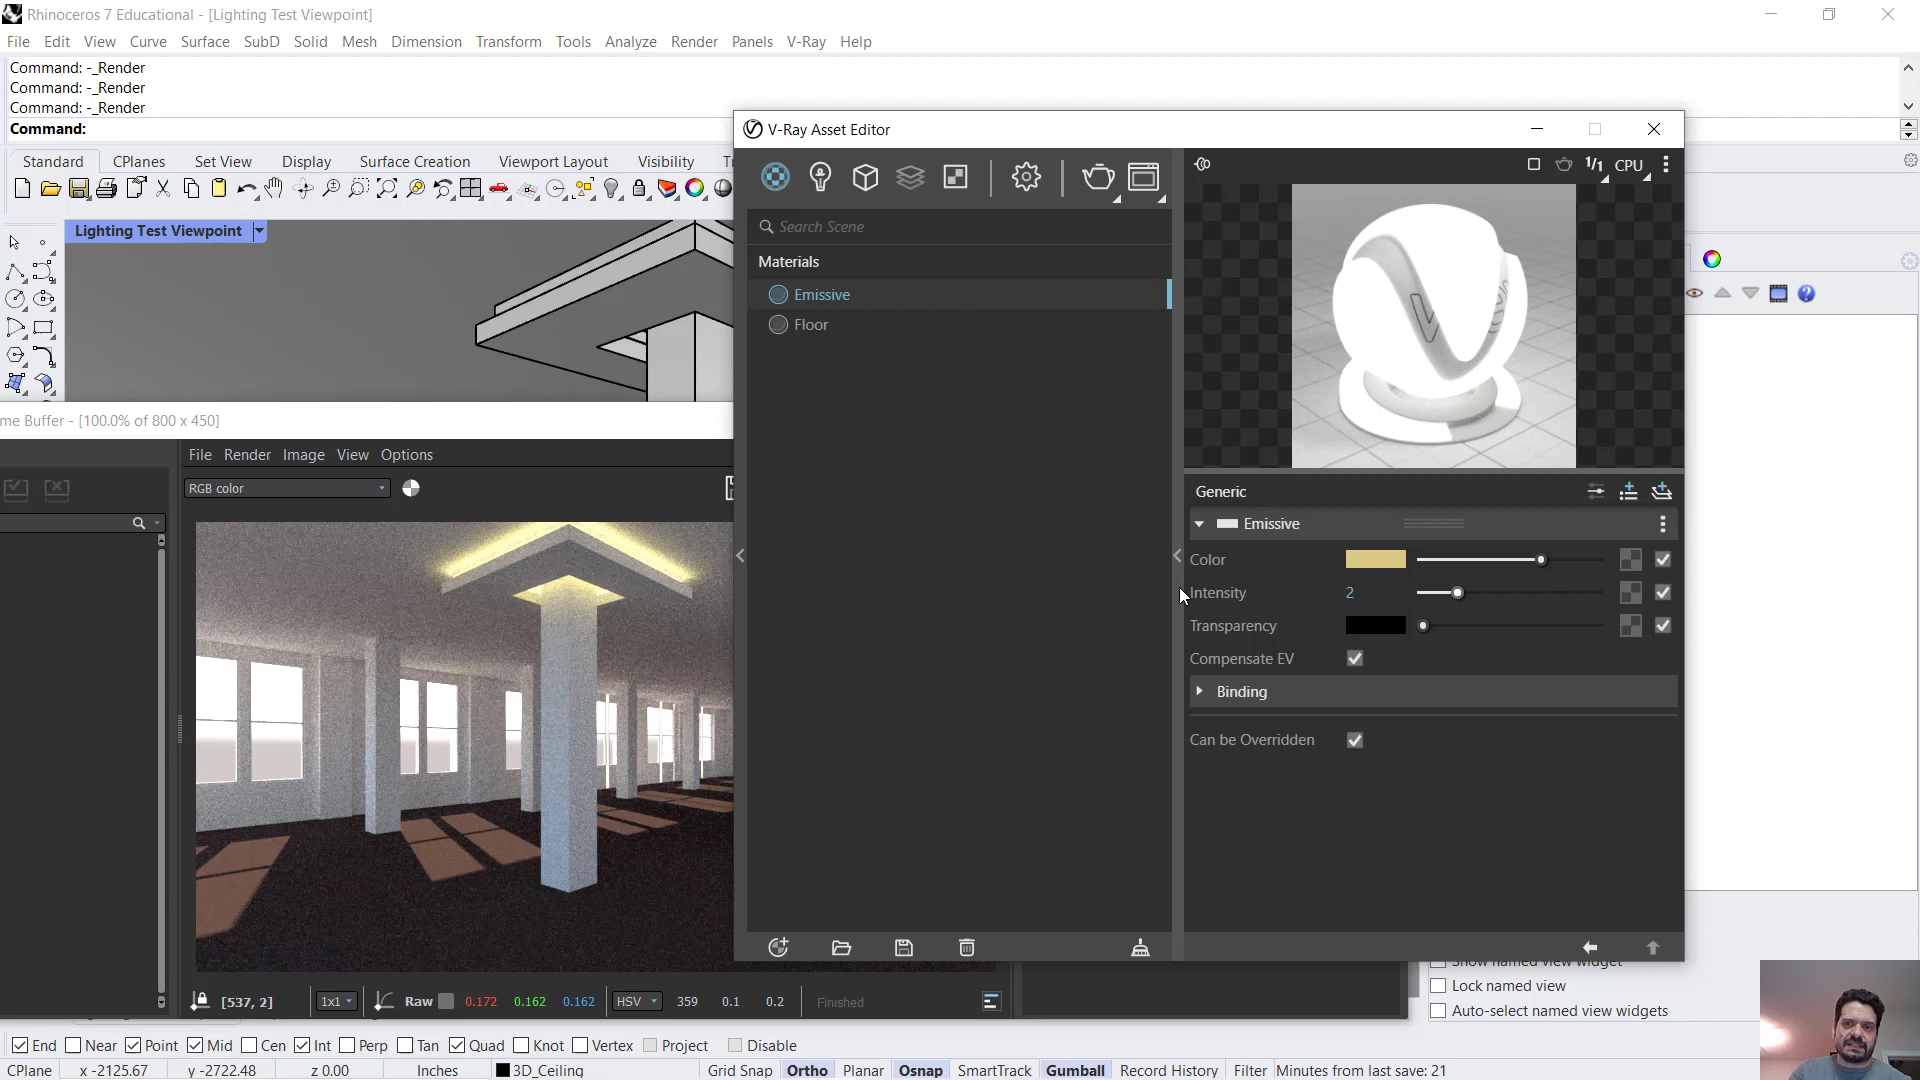 Rhinoceros 7 Educational - [Lighting Test Viewpoint]
File Edit View Curve Surface SubD Solid Mesh Dimension Transform Tools Analyze Render Panels V-Ray Help
Command: -_Render
Command: -_Render
Command: -_Render
Command:
Standard CPlanes Set View Display Surface Creation Viewport Layout Visibility
Lighting Test Viewpoint
me Buffer - [100.0% of 800 x 450]
File Render Image View Options
RGB color
[537, 2] 1x1 Raw 0.172 0.162 0.162 HSV 359 0.1 0.2 Finished
V-Ray Asset Editor
1/1 CPU
Search Scene
Materials
Emissive
Floor
Generic
Emissive
Color
Intensity 2
Transparency
Compensate EV
Binding
Can be Overridden
Show named view widget
Lock named view
Auto-select named view widgets
End Near Point Mid Cen Int Perp Tan Quad Knot Vertex Project Disable
CPlane x -2125.67 y -2722.48 z 0.00 Inches 3D_Ceiling Grid Snap Ortho Planar Osnap SmartTrack Gumball Record History Filter Minutes from last save: 21